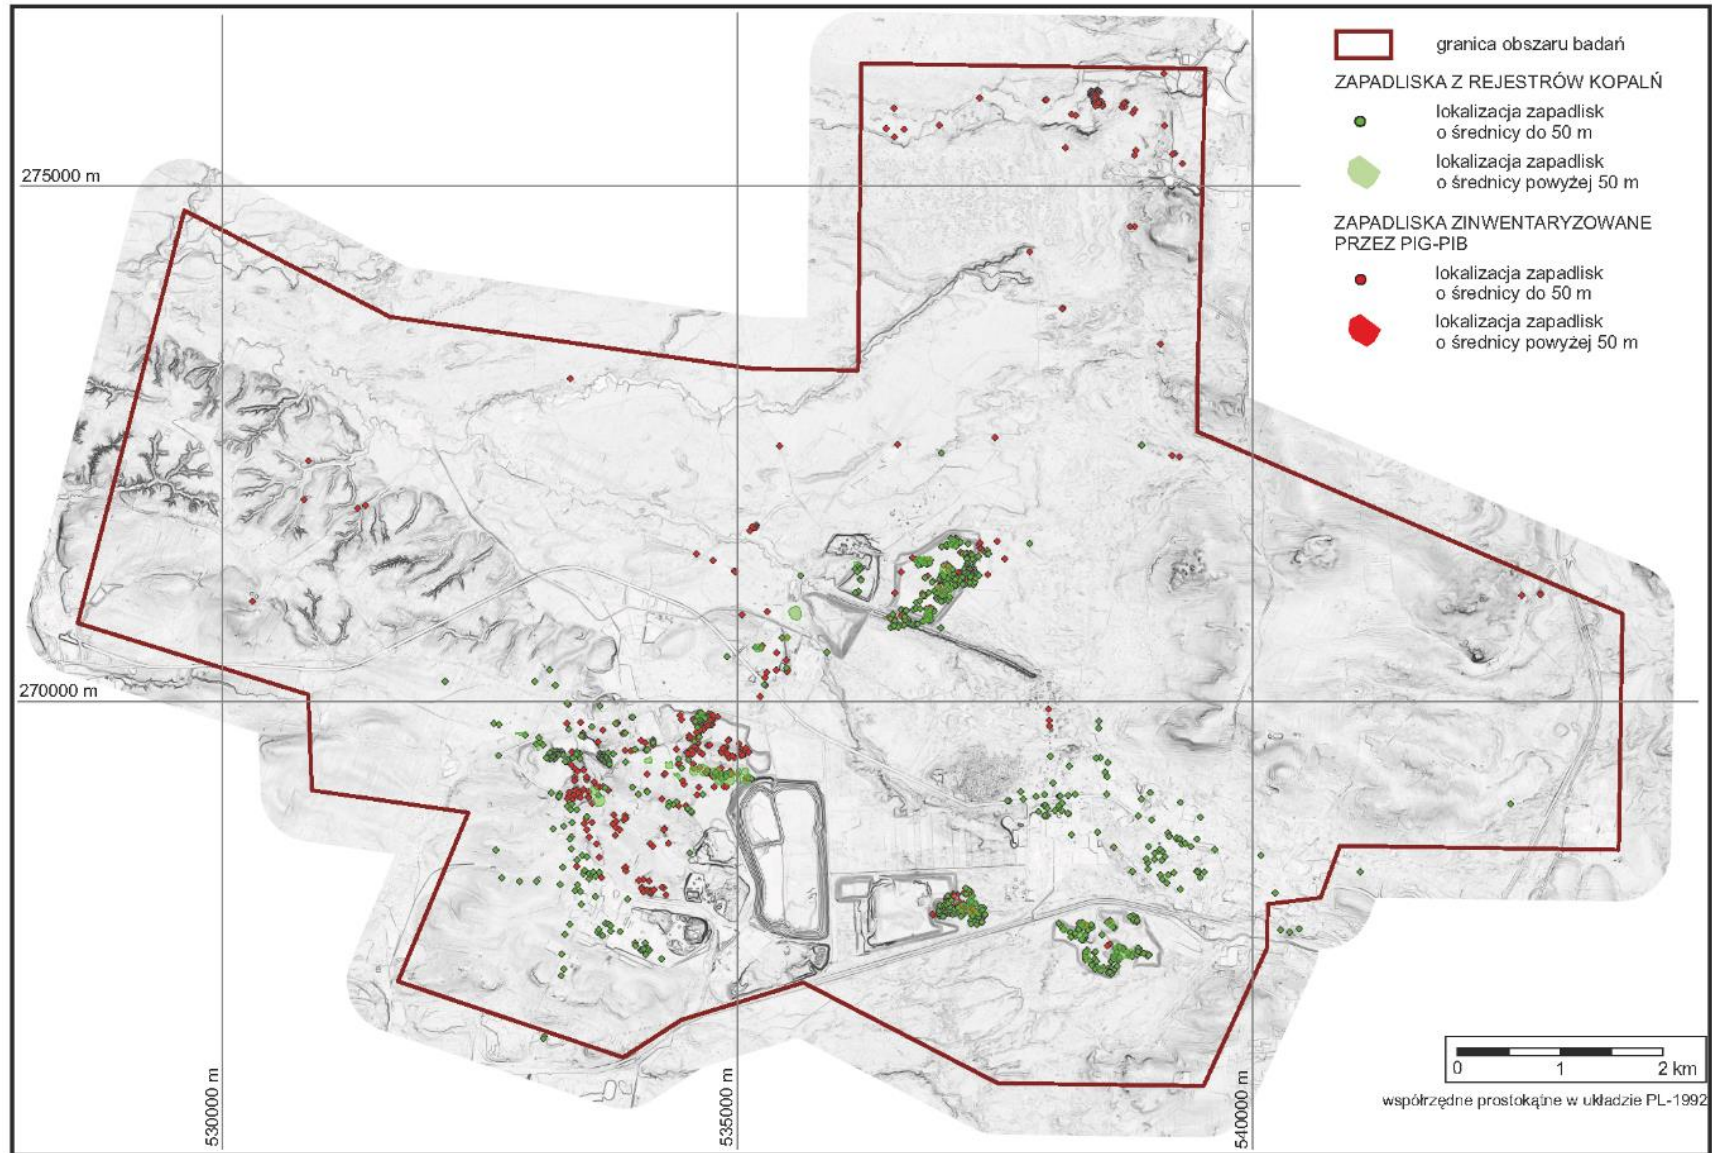 granica obszaru badań
ZAPADLISKA Z REJESTRÓW KOPALŃ
lokalizacja zapadlisk
o średnicy do 50 m
lokalizacja zapadlisk
o średnicy powyżej 50 m
ZAPADLISKA ZINWENTARYZOWANE
PRZEZ PIG-PIB
lokalizacja zapadlisk
o średnicy do 50 m
lokalizacja zapadlisk
o średnicy powyżej 50 m
275000 m
270000 m
530000 m
535000 m
540000 m
0 1 2 km
współrzędne prostokątne w układzie PL-1992